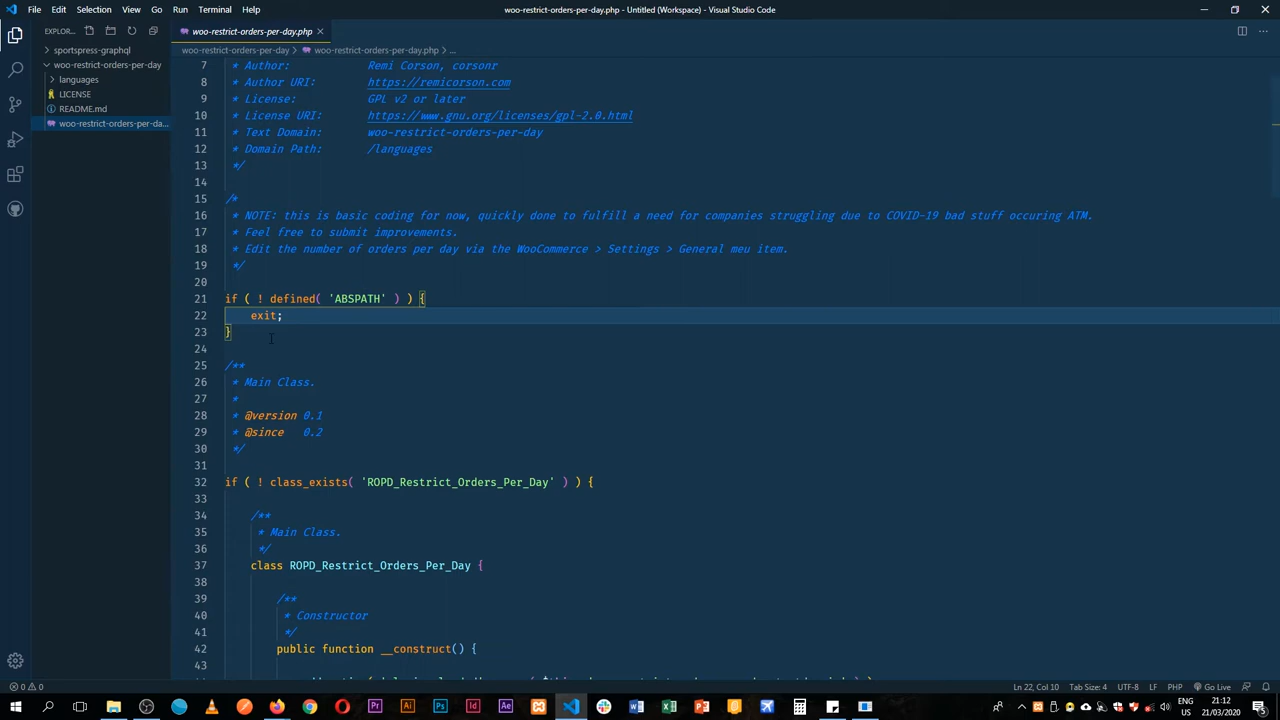 File Edit Selection View Go Run Terminal Help
woo-restrict-orders-per-day.php - Untitled (Workspace) - Visual Studio Code
EXPLOR...
woo-restrict-orders-per-day.php
woo-restrict-orders-per-day > woo-restrict-orders-per-day.php > ...
sportspress-graphql
woo-restrict-orders-per-day
languages
LICENSE
README.md
woo-restrict-orders-per-da...
7 * Author: Remi Corson, corsonr
8 * Author URI: https://remicorson.com
9 * License: GPL v2 or later
10 * License URI: https://www.gnu.org/licenses/gpl-2.0.html
11 * Text Domain: woo-restrict-orders-per-day
12 * Domain Path: /languages
13 */
14
15 /*
16 * NOTE: this is basic coding for now, quickly done to fulfill a need for companies struggling due to COVID-19 bad stuff occuring ATM.
17 * Feel free to submit improvements.
18 * Edit the number of orders per day via the WooCommerce > Settings > General meu item.
19 */
20
21 if ( ! defined( 'ABSPATH' ) ) {
22 exit;
23 }
24
25 /**
26 * Main Class.
27 *
28 * @version 0.1
29 * @since 0.2
30 */
31
32 if ( ! class_exists( 'ROPD_Restrict_Orders_Per_Day' ) ) {
33
34 /**
35 * Main Class.
36 */
37 class ROPD_Restrict_Orders_Per_Day {
38
39 /**
40 * Constructor
41 */
42 public function __construct() {
43
0 0
Ln 22, Col 10 Tab Size: 4 UTF-8 LF PHP Go Live
Pr Ai Ps Id Ae
ENG 21:12
US 21/03/2020